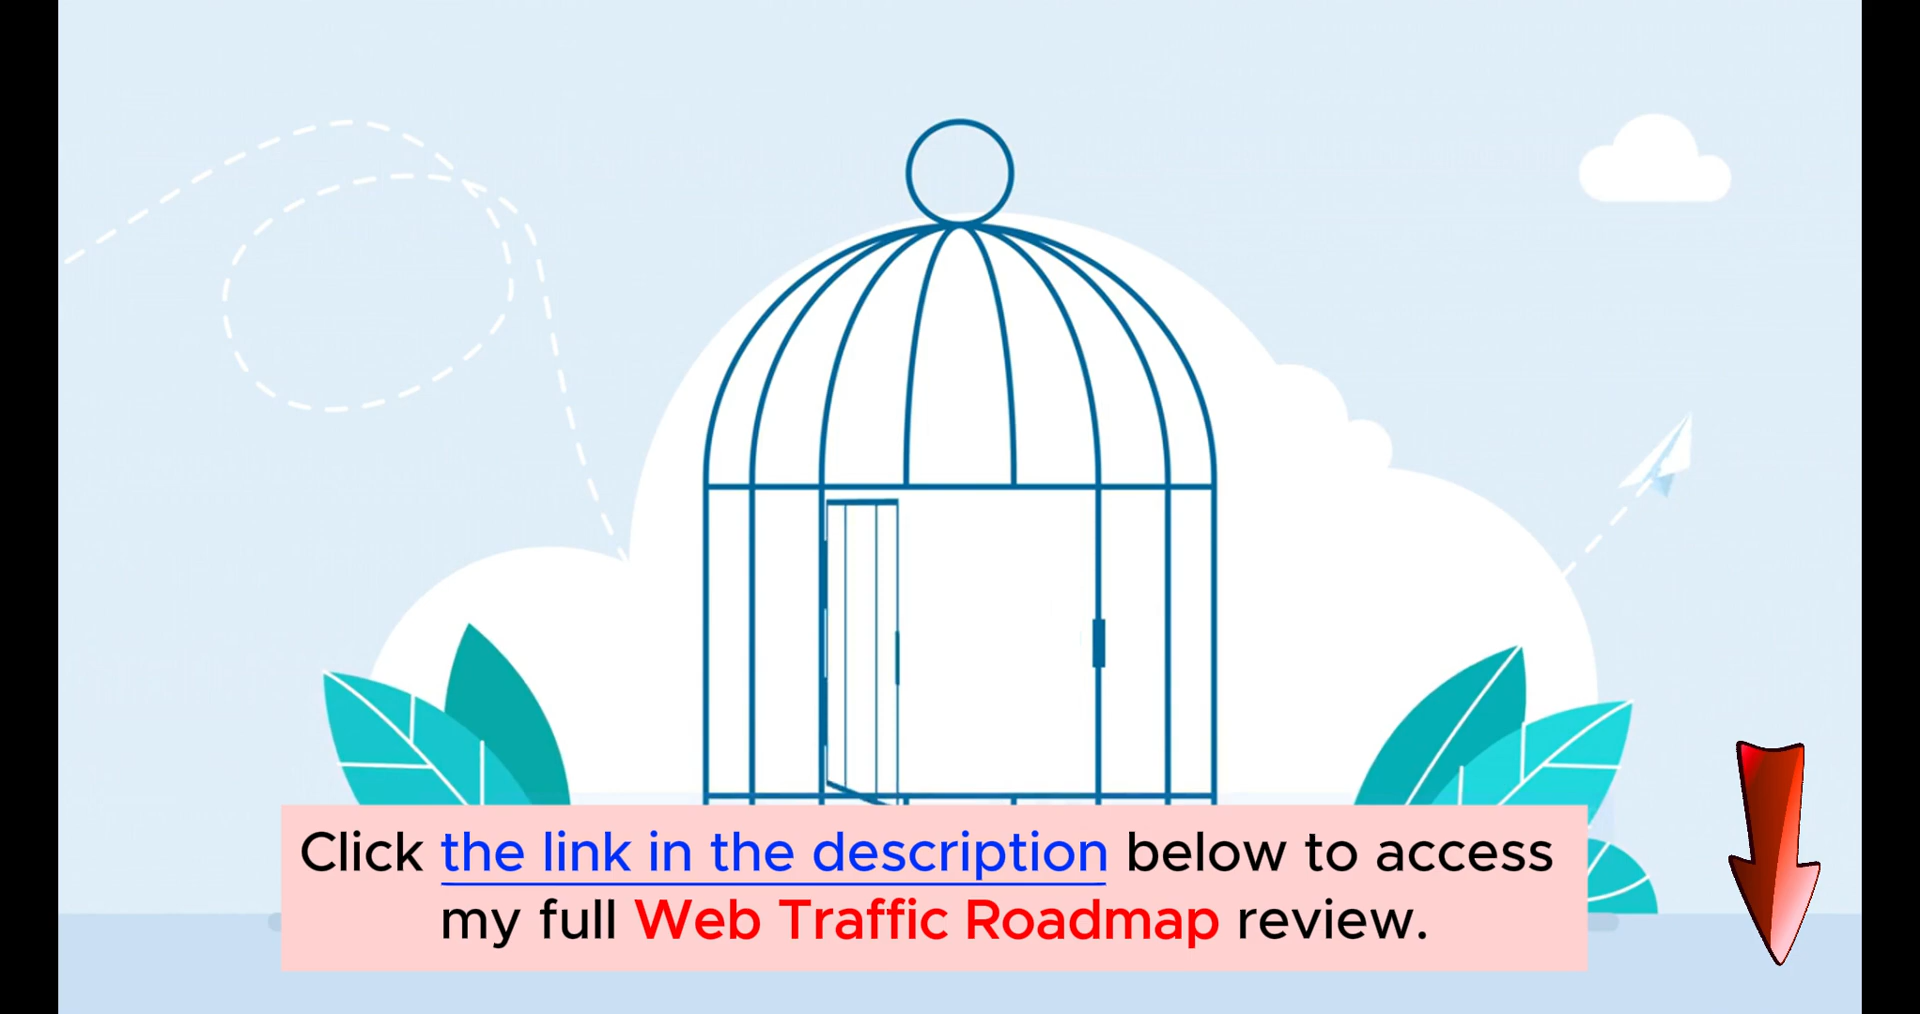 Click the link in the description below to access
my full Web Traffic Roadmap review.